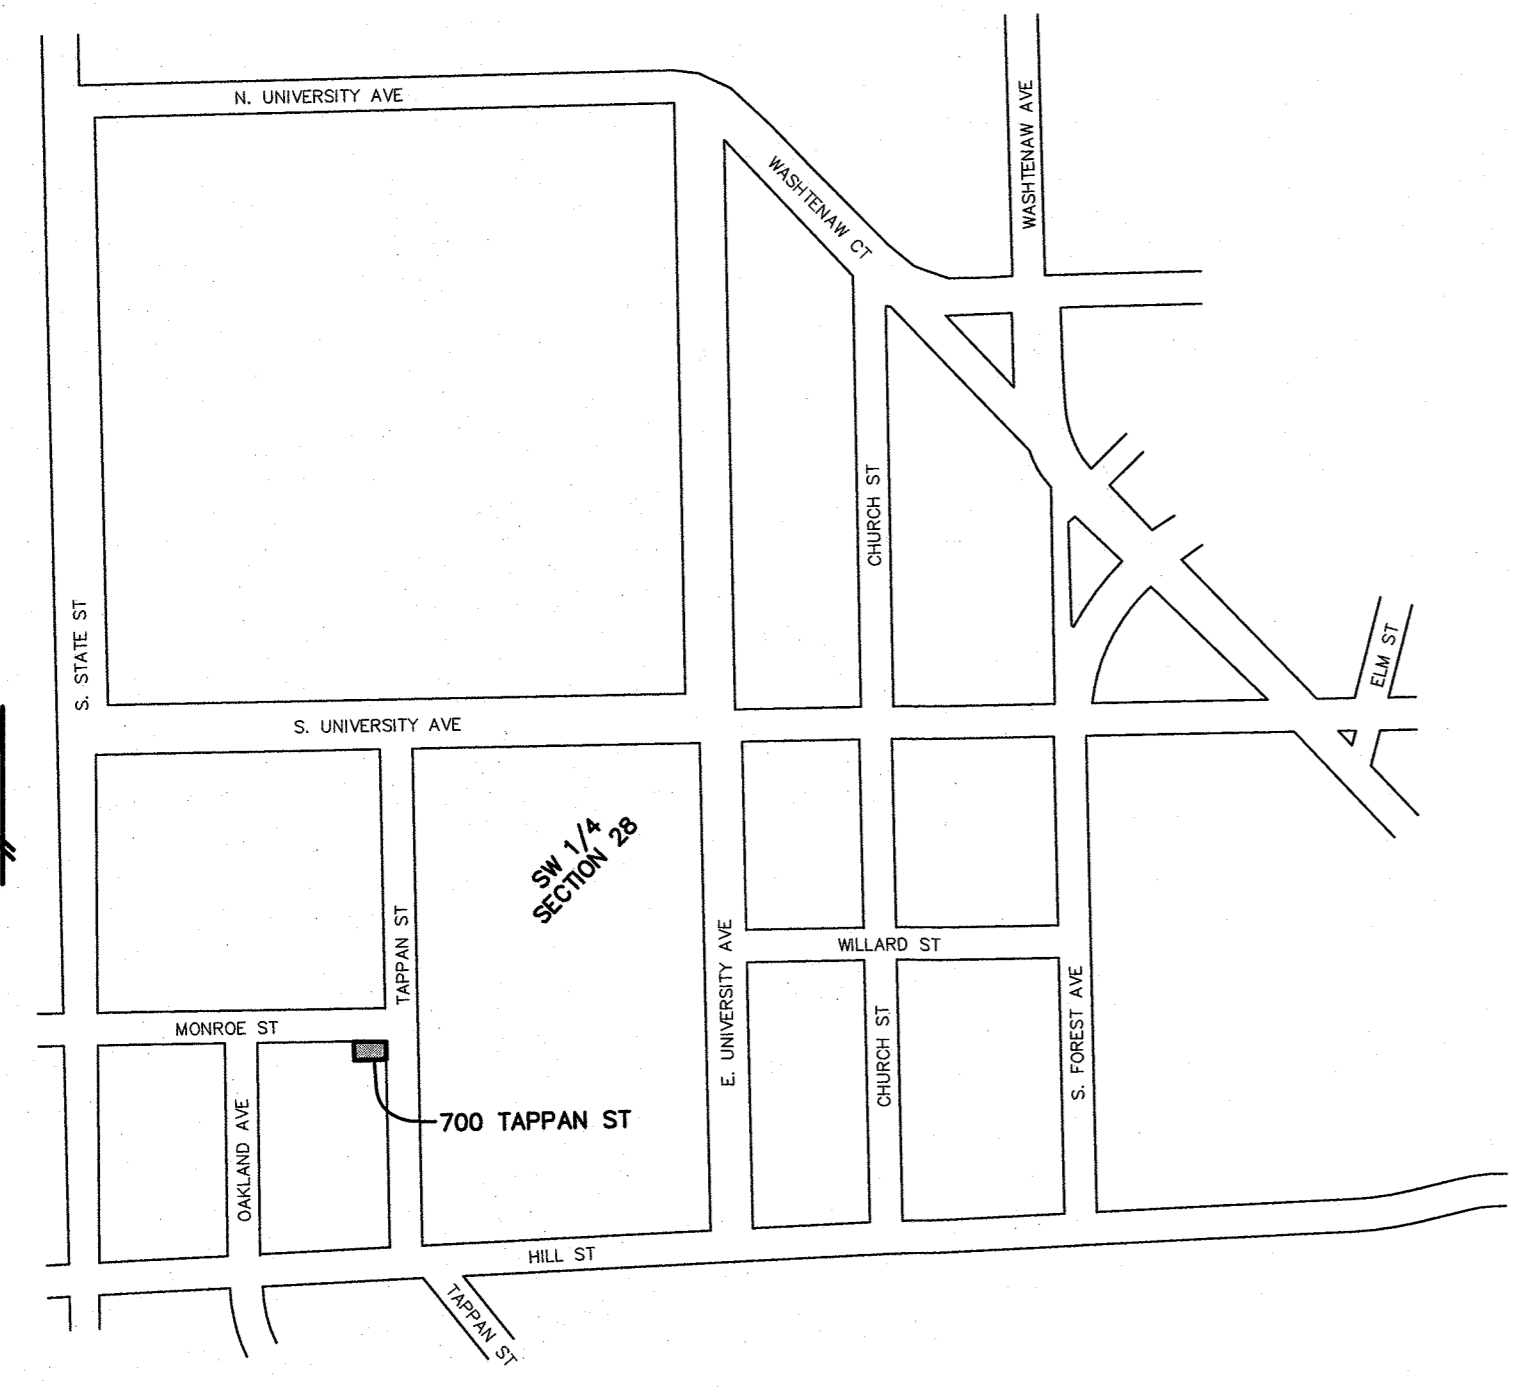 N. UNIVERSITY AVE
WASHTENAW AVE
WASHTENAW CT
CHURCH ST
S. STATE ST
ELM ST
S. UNIVERSITY AVE
SW 1/4
SECTION 28
TAPPAN ST
E. UNIVERSITY AVE
WILLARD ST
S. FOREST AVE
MONROE ST
CHURCH ST
700 TAPPAN ST
OAKLAND AVE
HILL ST
TAPPAN ST